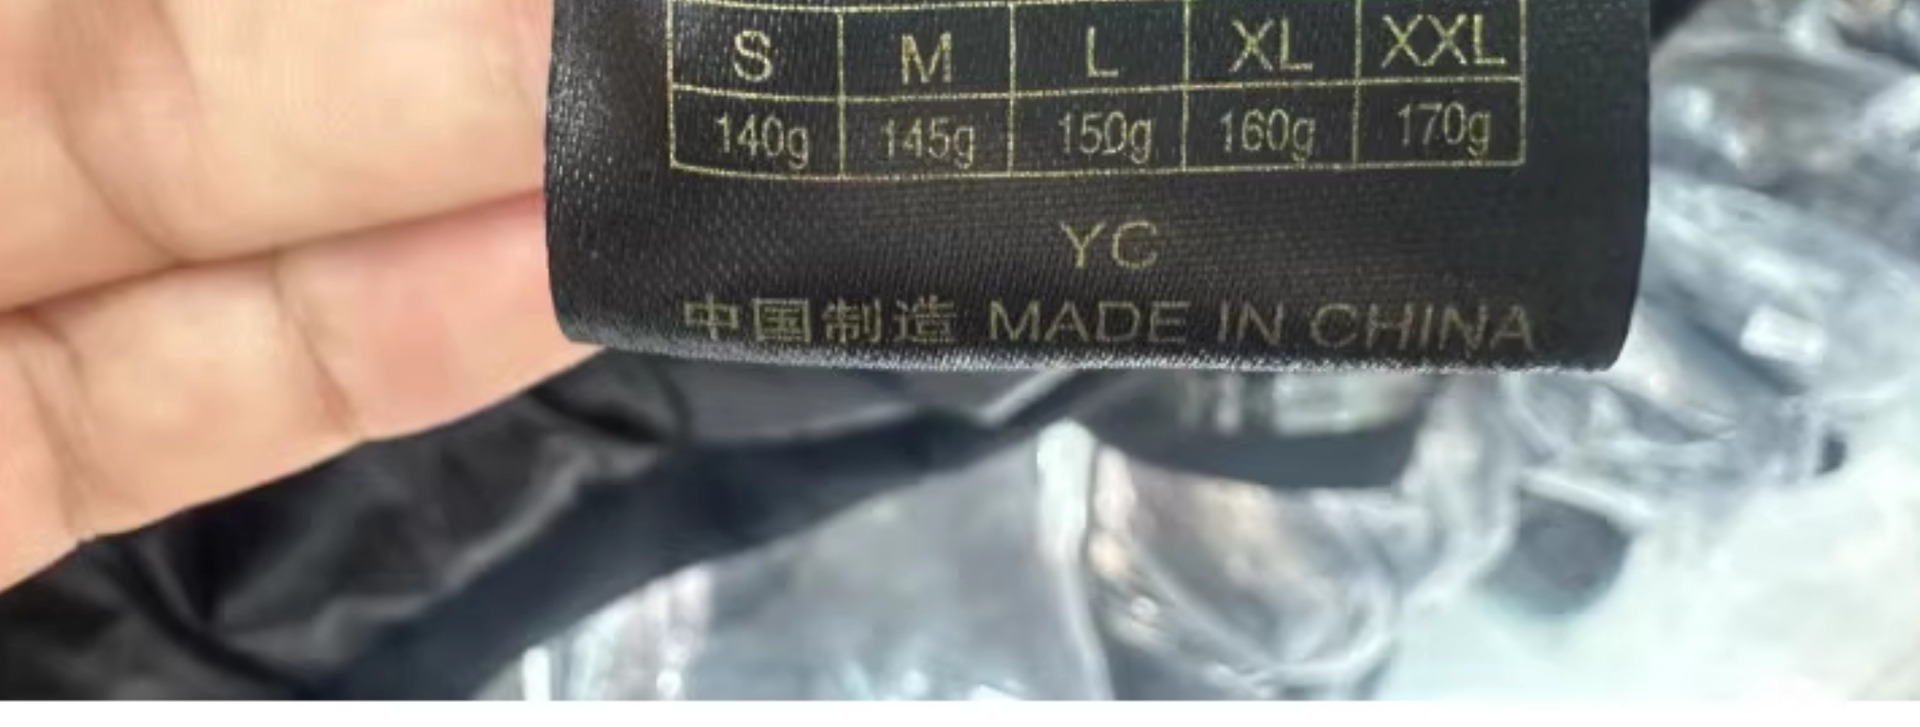 S M L XL XXL
140g 145g 150g 160g 170g
YC
中国制造 MADE IN CHINA